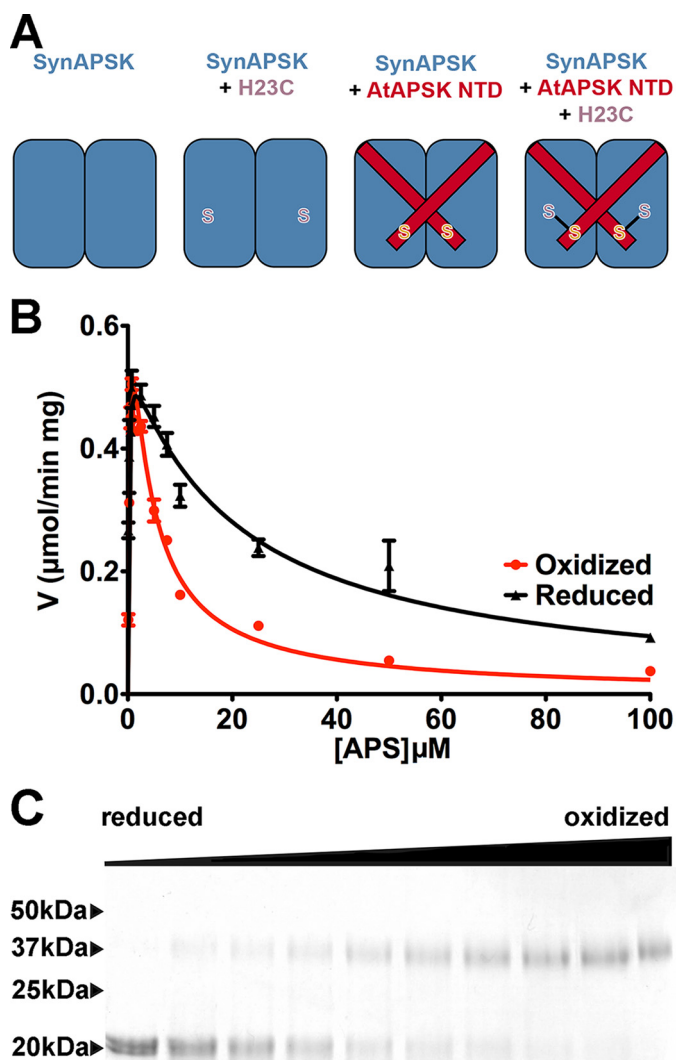 A
SynAPSK
SynAPSK
+ H23C
SynAPSK
+ AtAPSK NTD
SynAPSK
+ AtAPSK NTD
+ H23C
S S
S S
S S
S S
B
0.6
0.4
0.2
0.0
V (µmol/min mg)
Oxidized
Reduced
0 20 40 60 80 100
[APS]µM
C
reduced oxidized
50kDa
37kDa
25kDa
20kDa